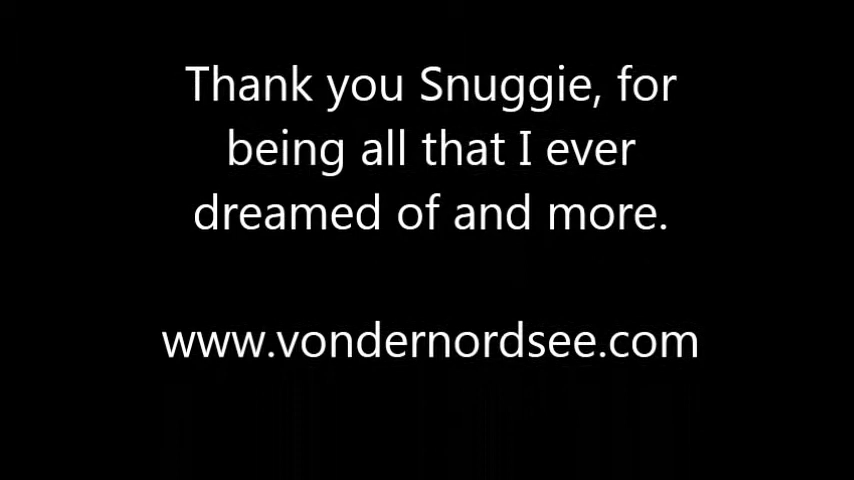 Thank you Snuggie, for
being all that I ever
dreamed of and more.
www.vondernordsee.com